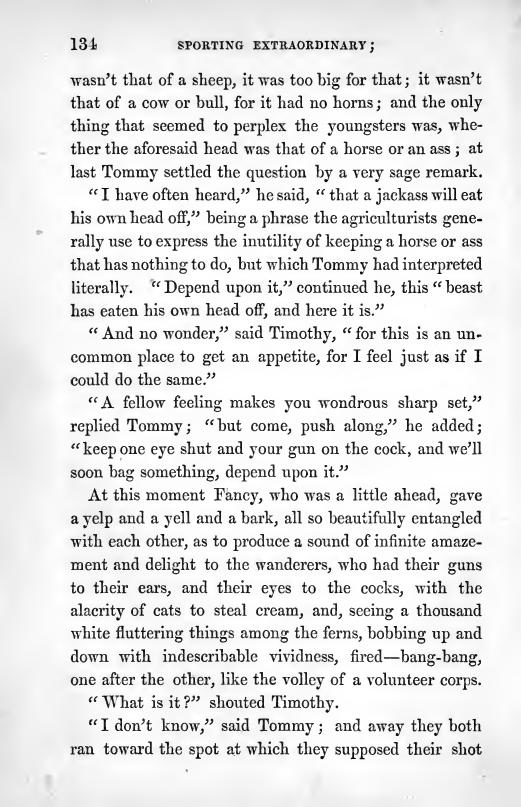 134 SPORTING EXTRAORDINARY;
wasn't that of a sheep, it was too big for that; it wasn't
that of a cow or bull, for it had no horns; and the only
thing that seemed to perplex the youngsters was, whe-
ther the aforesaid head was that of a horse or an ass; at
last Tommy settled the question by a very sage remark.
"I have often heard," he said, "that a jackass will eat
his own head off," being a phrase the agriculturists gene-
rally use to express the inutility of keeping a horse or ass
that has nothing to do, but which Tommy had interpreted
literally. "Depend upon it," continued he, this "beast
has eaten his own head off, and here it is."
"And no wonder," said Timothy, "for this is an un-
common place to get an appetite, for I feel just as if I
could do the same."
"A fellow feeling makes you wondrous sharp set,"
replied Tommy; "but come, push along," he added;
"keep one eye shut and your gun on the cock, and we'll
soon bag something, depend upon it."
At this moment Fancy, who was a little ahead, gave
a yelp and a yell and a bark, all so beautifully entangled
with each other, as to produce a sound of infinite amaze-
ment and delight to the wanderers, who had their guns
to their ears, and their eyes to the cocks, with the
alacrity of cats to steal cream, and, seeing a thousand
white fluttering things among the ferns, bobbing up and
down with indescribable vividness, fired—bang-bang,
one after the other, like the volley of a volunteer corps.
"What is it?" shouted Timothy.
"I don't know," said Tommy; and away they both
ran toward the spot at which they supposed their shot